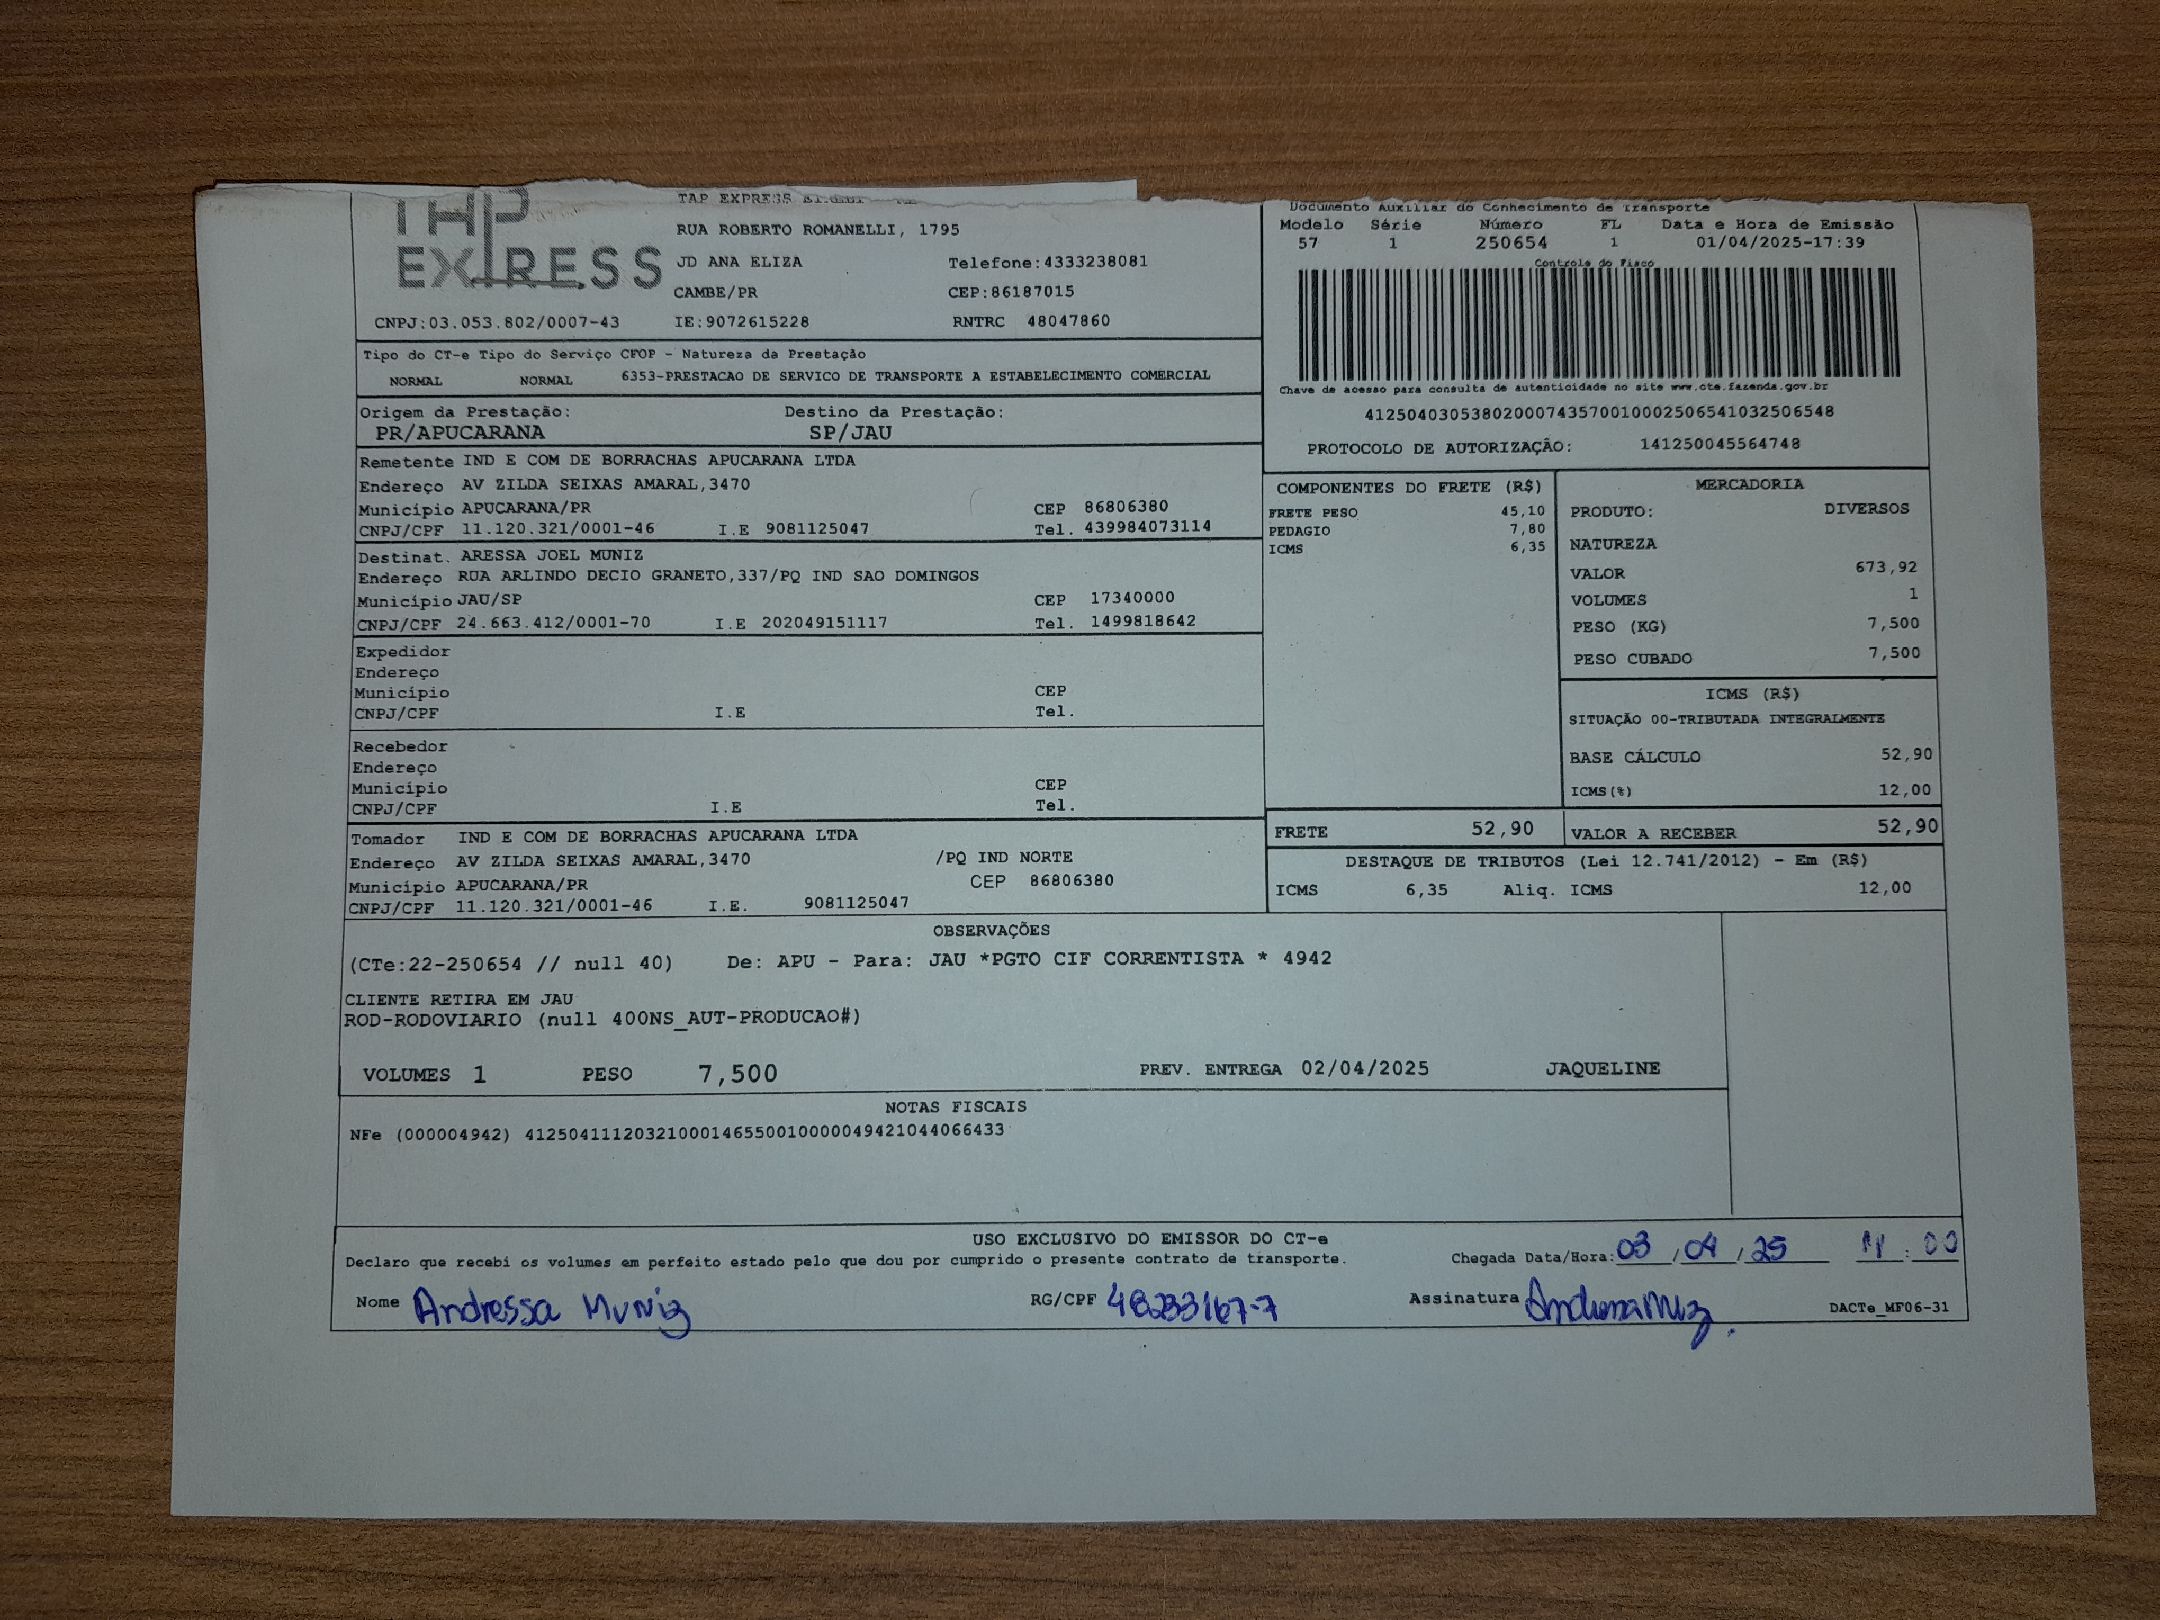 TAP EXPRESS
TAP EXPRESS
RUA ROBERTO ROMANELLI, 1795
JD ANA ELIZA Telefone:4333238081
CAMBE/PR CEP:86187015
CNPJ:03.053.802/0007-43 IE:9072615228 RNTRC 48047860
Documento Auxiliar do Conhecimento de Transporte
Modelo Série Número FL Data e Hora de Emissão
57 1 250654 1 01/04/2025-17:39
Controle do Fisco
Chave de acesso para consulta de autenticidade no site www.cte.fazenda.gov.br
41250403053802000743570010002506541032506548
PROTOCOLO DE AUTORIZAÇÃO: 141250045564748
Tipo do CT-e Tipo do Serviço CFOP - Natureza da Prestação
NORMAL NORMAL 6353-PRESTACAO DE SERVICO DE TRANSPORTE A ESTABELECIMENTO COMERCIAL
Origem da Prestação: Destino da Prestação:
PR/APUCARANA SP/JAU
Remetente IND E COM DE BORRACHAS APUCARANA LTDA
Endereço AV ZILDA SEIXAS AMARAL,3470
Município APUCARANA/PR CEP 86806380
CNPJ/CPF 11.120.321/0001-46 I.E 9081125047 Tel. 439984073114
Destinat. ARESSA JOEL MUNIZ
Endereço RUA ARLINDO DECIO GRANETO,337/PQ IND SAO DOMINGOS
Município JAU/SP CEP 17340000
CNPJ/CPF 24.663.412/0001-70 I.E 202049151117 Tel. 1499818642
Expedidor
Endereço
Município CEP
CNPJ/CPF I.E Tel.
Recebedor
Endereço
Município CEP
CNPJ/CPF I.E Tel.
Tomador IND E COM DE BORRACHAS APUCARANA LTDA
Endereço AV ZILDA SEIXAS AMARAL,3470 /PQ IND NORTE
Município APUCARANA/PR CEP 86806380
CNPJ/CPF 11.120.321/0001-46 I.E. 9081125047
COMPONENTES DO FRETE (R$)
FRETE PESO 45,10
PEDAGIO 7,80
ICMS 6,35
MERCADORIA
PRODUTO: DIVERSOS
NATUREZA
VALOR 673,92
VOLUMES 1
PESO (KG) 7,500
PESO CUBADO 7,500
ICMS (R$)
SITUAÇÃO 00-TRIBUTADA INTEGRALMENTE
BASE CÁLCULO 52,90
ICMS(%) 12,00
FRETE 52,90 VALOR A RECEBER 52,90
DESTAQUE DE TRIBUTOS (Lei 12.741/2012) - Em (R$)
ICMS 6,35 Aliq. ICMS 12,00
OBSERVAÇÕES
(CTe:22-250654 // null 40) De: APU - Para: JAU *PGTO CIF CORRENTISTA * 4942
CLIENTE RETIRA EM JAU
ROD-RODOVIARIO (null 400NS_AUT-PRODUCAO#)
VOLUMES 1 PESO 7,500 PREV. ENTREGA 02/04/2025 JAQUELINE
NOTAS FISCAIS
NFe (000004942) 41250411120321000146550010000049421044066433
USO EXCLUSIVO DO EMISSOR DO CT-e
Declaro que recebi os volumes em perfeito estado pelo que dou por cumprido o presente contrato de transporte. Chegada Data/Hora: 03/04/25 11:00
Nome Andressa Muniz RG/CPF 48233167-7 Assinatura DACTe_MF06-31